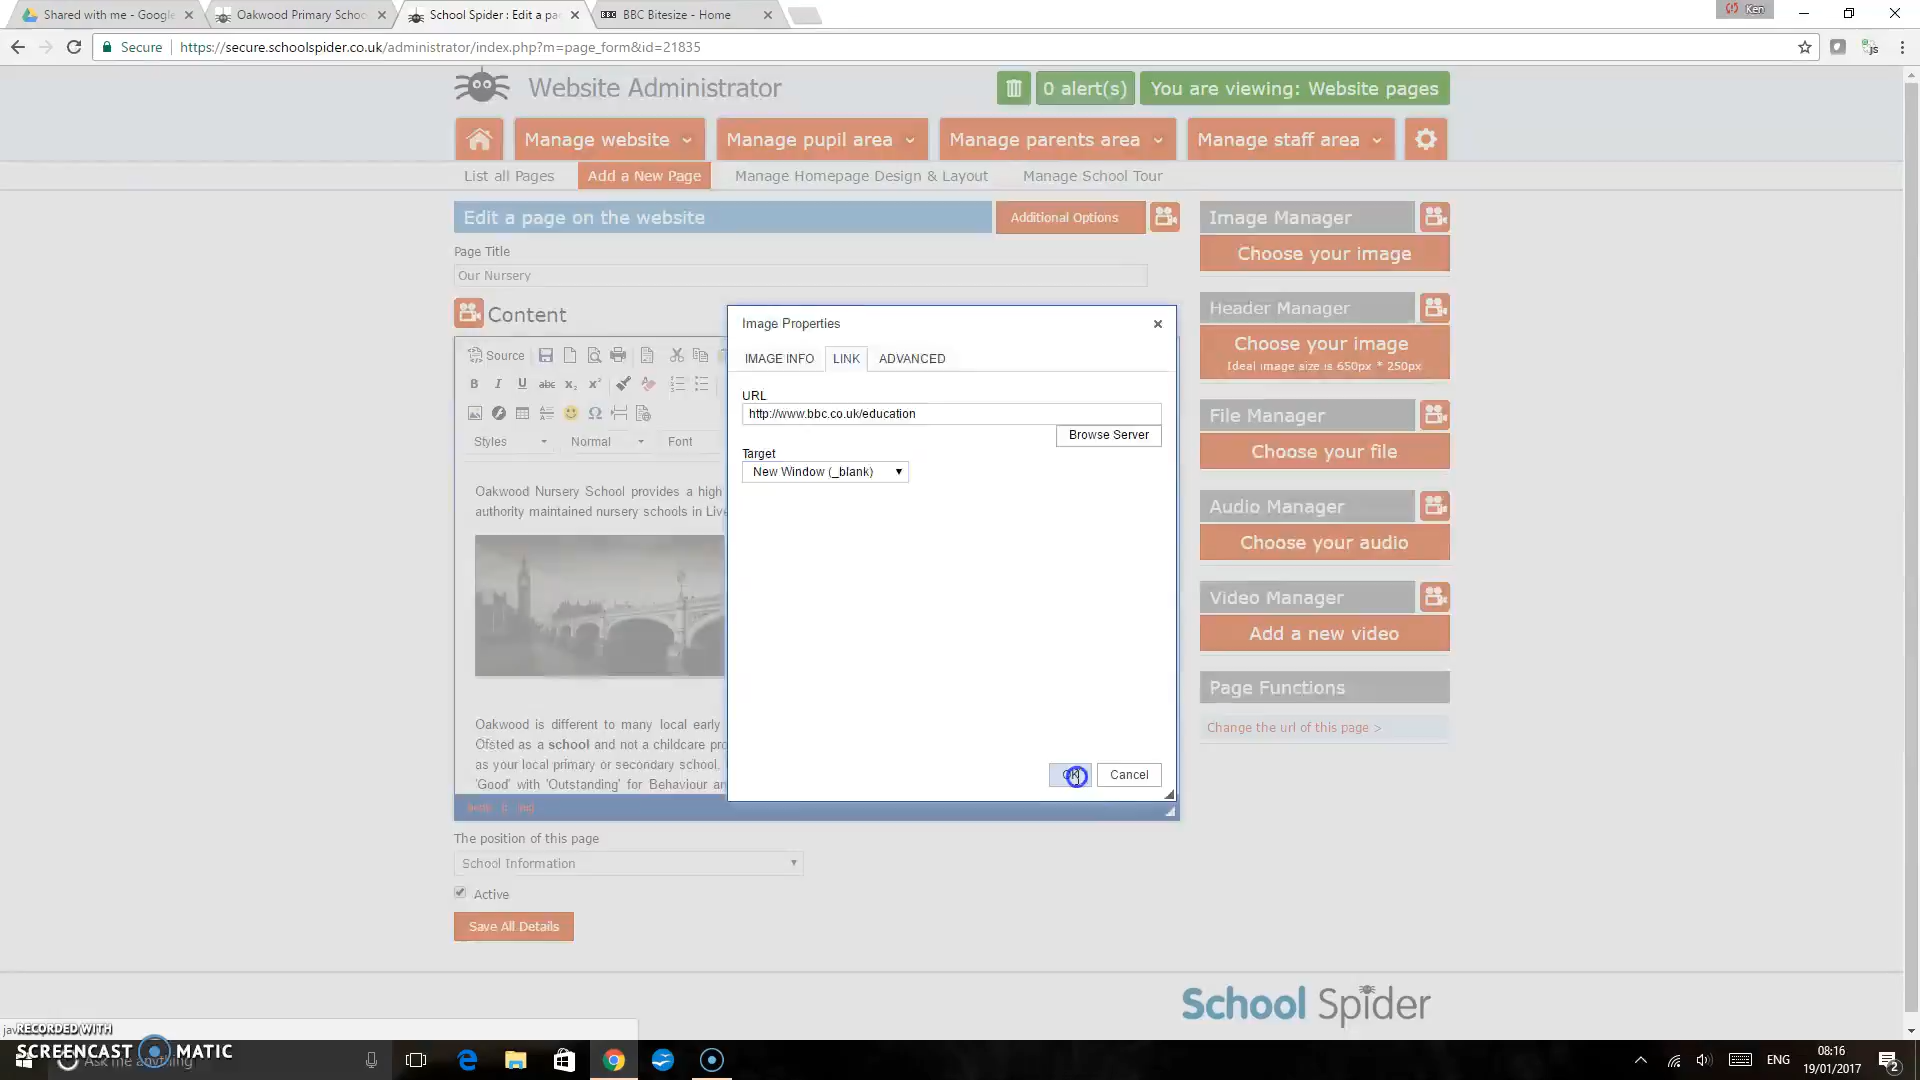 Shared with me - Google
Oakwood Primary Schoo
School Spider : Edit a pa
BBC Bitesize - Home
Ken
Secure
https://secure.schoolspider.co.uk/administrator/index.php?m=page_form&id=21835
Website Administrator
0 alert(s)
You are viewing: Website pages
Manage website
Manage pupil area
Manage parents area
Manage staff area
List all Pages
Add a New Page
Manage Homepage Design & Layout
Manage School Tour
Edit a page on the website
Additional Options
Page Title
Our Nursery
Content
Source
Styles
Normal
Font
Oakwood Nursery School provides a high
authority maintained nursery schools in Live
Oakwood is different to many local early
Ofsted as a school and not a childcare pro
as your local primary or secondary school.
'Good' with 'Outstanding' for Behaviour an
Image Properties
IMAGE INFO
LINK
ADVANCED
URL
http://www.bbc.co.uk/education
Browse Server
Target
New Window (_blank)
OK
Cancel
Image Manager
Choose your image
Header Manager
Choose your image
Ideal image size is 650px * 250px
File Manager
Choose your file
Audio Manager
Choose your audio
Video Manager
Add a new video
Page Functions
Change the url of this page >
The position of this page
School Information
Active
Save All Details
School Spider
RECORDED WITH
SCREENCAST MATIC
Ask me anything
ENG
08:16
19/01/2017
2